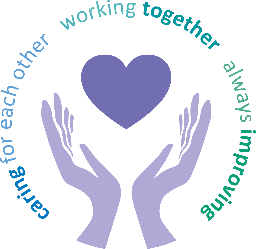 caring for each other
working together
always improving